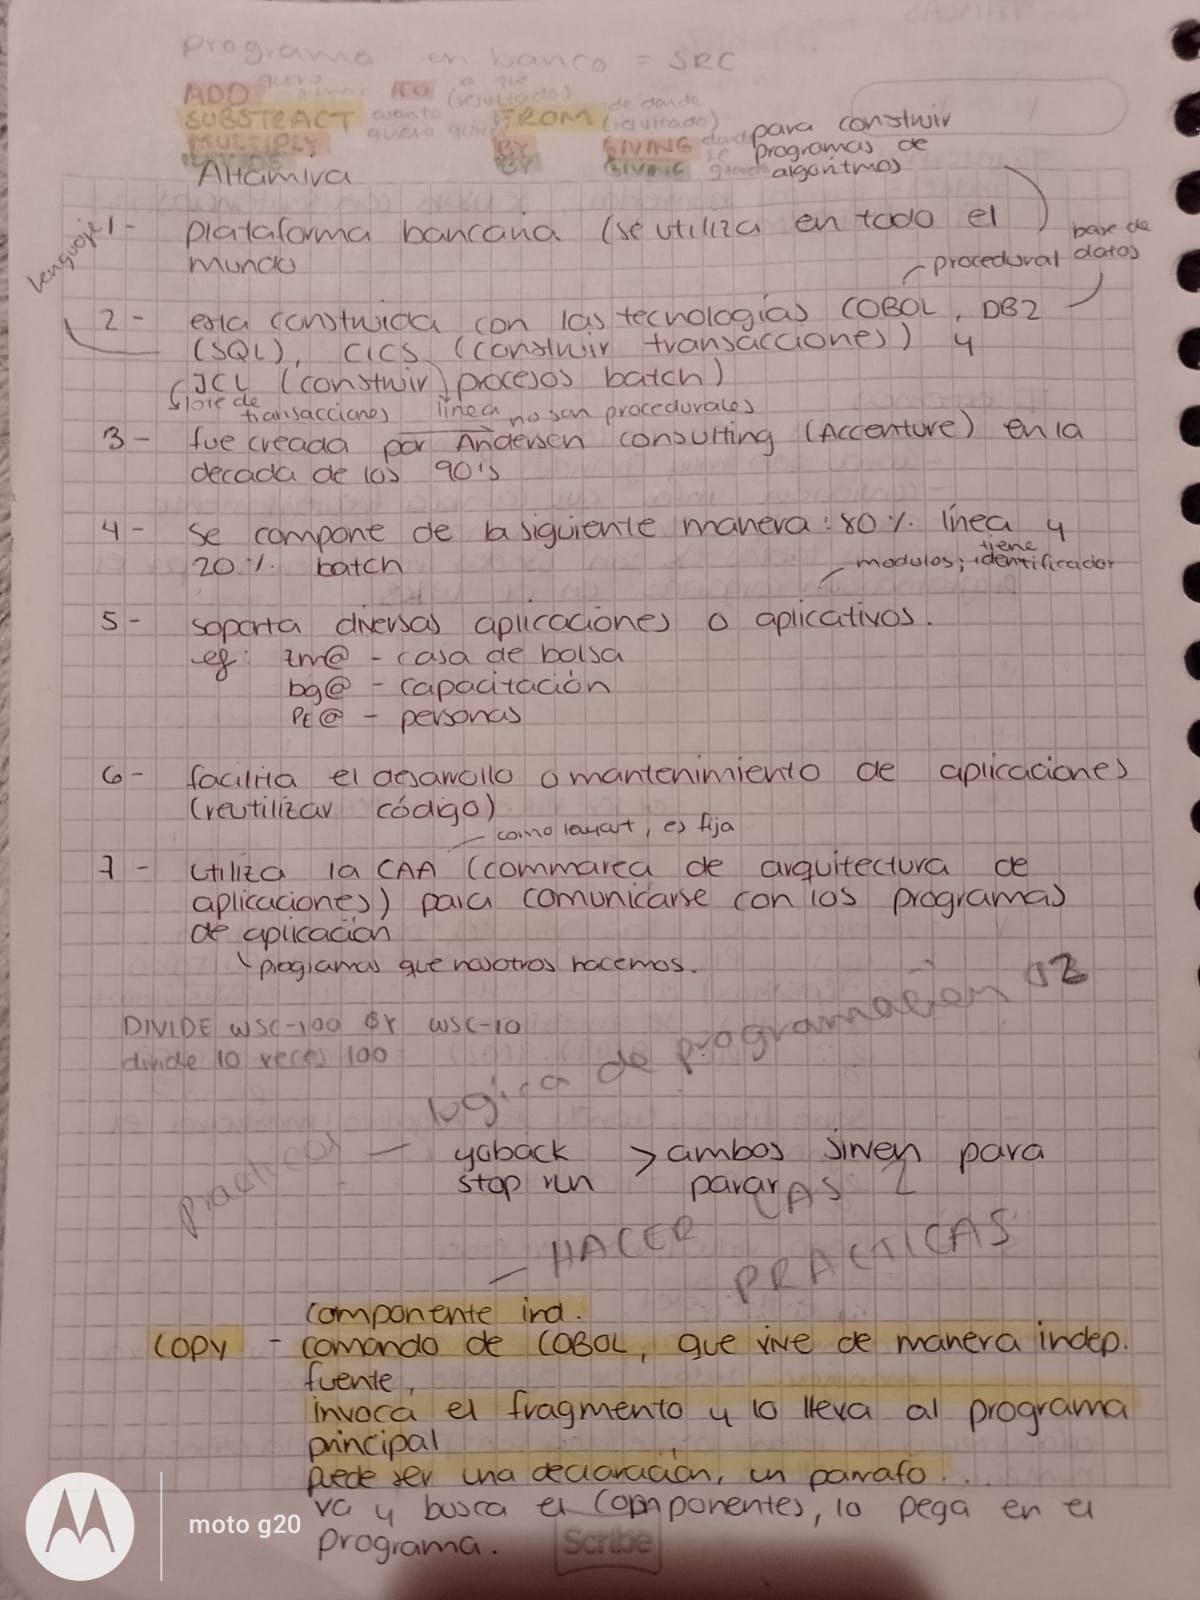 programa en banco = SRC
ADD quiero TO a que (resultado)
SUBSTRACT cuanto quiero FROM de donde (resultado)
MULTIPLY BY GIVING donde se
DIVIDE BY GIVING guarda
para construir
programas de
algoritmos
Altamira
lenguaje
1- plataforma bancaria (se utiliza en todo el
mundo
base de
datos
procedural
2- esta construida con las tecnologías COBOL, DB2
(SQL), CICS (construir transacciones) y
JCL (construir procesos batch)
lote de
transacciones
línea no son procedurales
3- fue creada por Andersen consulting (Accenture) en la
decada de los 90's
4- se compone de la siguiente manera: 80%. línea y
20%. batch
modulos; tiene identificador
5- soporta diversas aplicaciones o aplicativos.
eg: zm@ - casa de bolsa
bg@ - capacitación
PE@ - personas
6- facilita el desarrollo o mantenimiento de aplicaciones
(reutilizar código)
como layart, es fija
7- utiliza la CAA (commarea de arquitectura de
aplicaciones) para comunicarse con los programas
de aplicación
programas que nosotros hacemos.
DIVIDE WSC-100 BY WSC-10
divide 10 veces 100
practicas - logica de programación 02
goback > ambos sirven para
stop run parar
- HACER LAS 2
PRACTICAS
componente ind.
COPY - comando de COBOL, que vive de manera indep.
fuente,
invoca el fragmento y lo lleva al programa
principal
puede ser una declaración, un parrafo...
va y busca el componentes, lo pega en el
programa.
Scribe
moto g20